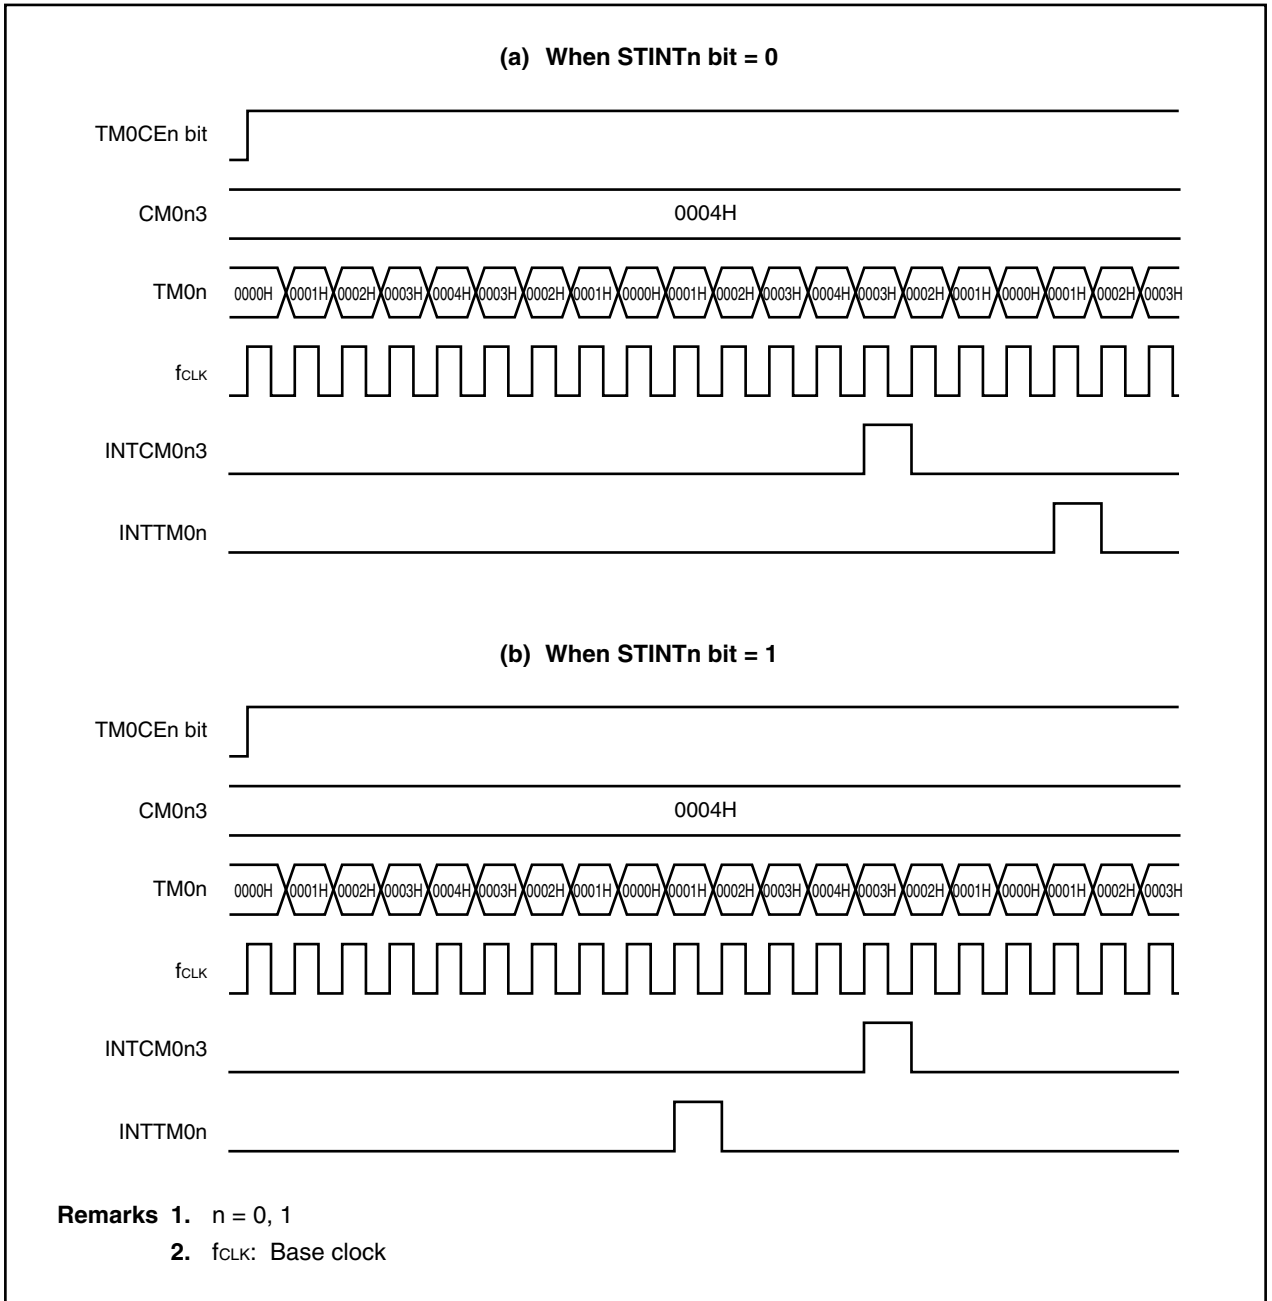 (a) When STINTn bit = 0
TM0CEn bit
CM0n3 0004H
TM0n 0000H 0001H 0002H 0003H 0004H 0003H 0002H 0001H 0000H 0001H 0002H 0003H 0004H 0003H 0002H 0001H 0000H 0001H 0002H 0003H
fCLK
INTCM0n3
INTTM0n
(b) When STINTn bit = 1
TM0CEn bit
CM0n3 0004H
TM0n 0000H 0001H 0002H 0003H 0004H 0003H 0002H 0001H 0000H 0001H 0002H 0003H 0004H 0003H 0002H 0001H 0000H 0001H 0002H 0003H
fCLK
INTCM0n3
INTTM0n
Remarks 1. n = 0, 1
2. fCLK: Base clock